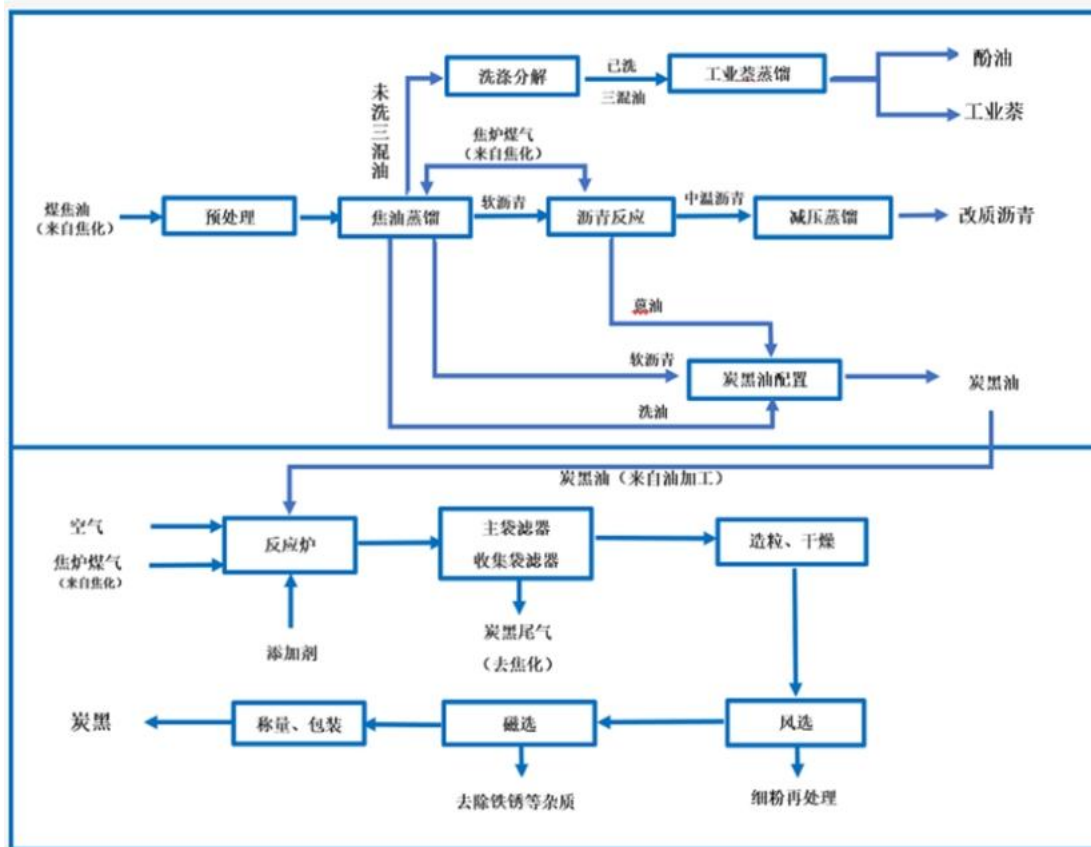 洗涤分解
已洗
三混油
工业萘蒸馏
酚油
工业萘
未洗三混油
焦炉煤气
（来自焦化）
煤焦油
（来自焦化）
预处理
焦油蒸馏
软沥青
沥青反应
中温沥青
减压蒸馏
改质沥青
蒽油
软沥青
炭黑油配置
炭黑油
洗油
炭黑油（来自油加工）
空气
焦炉煤气
（来自焦化）
反应炉
主袋滤器
收集袋滤器
造粒、干燥
添加剂
炭黑尾气
（去焦化）
炭黑
称量、包装
磁选
风选
去除铁锈等杂质
细粉再处理